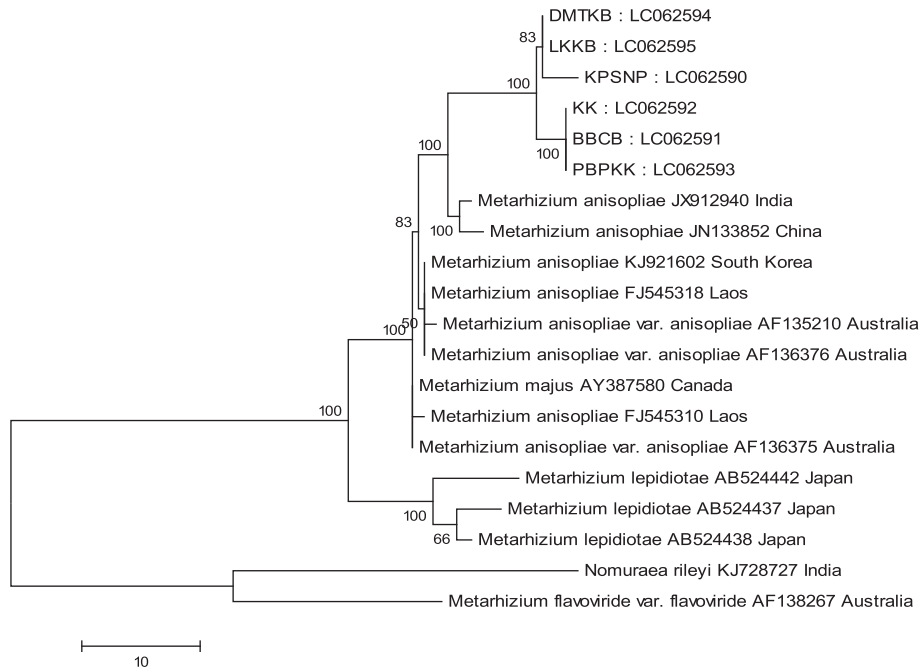 DMTKB : LC062594
83
LKKB : LC062595
KPSNP : LC062590
100
KK : LC062592
BBCB : LC062591
100
100
PBPKK : LC062593
Metarhizium anisopliae JX912940 India
83
100
Metarhizium anisophiae JN133852 China
Metarhizium anisopliae KJ921602 South Korea
Metarhizium anisopliae FJ545318 Laos
50
Metarhizium anisopliae var. anisopliae AF135210 Australia
100
Metarhizium anisopliae var. anisopliae AF136376 Australia
Metarhizium majus AY387580 Canada
100
Metarhizium anisopliae FJ545310 Laos
Metarhizium anisopliae var. anisopliae AF136375 Australia
Metarhizium lepidiotae AB524442 Japan
100
Metarhizium lepidiotae AB524437 Japan
66
Metarhizium lepidiotae AB524438 Japan
Nomuraea rileyi KJ728727 India
Metarhizium flavoviride var. flavoviride AF138267 Australia
10